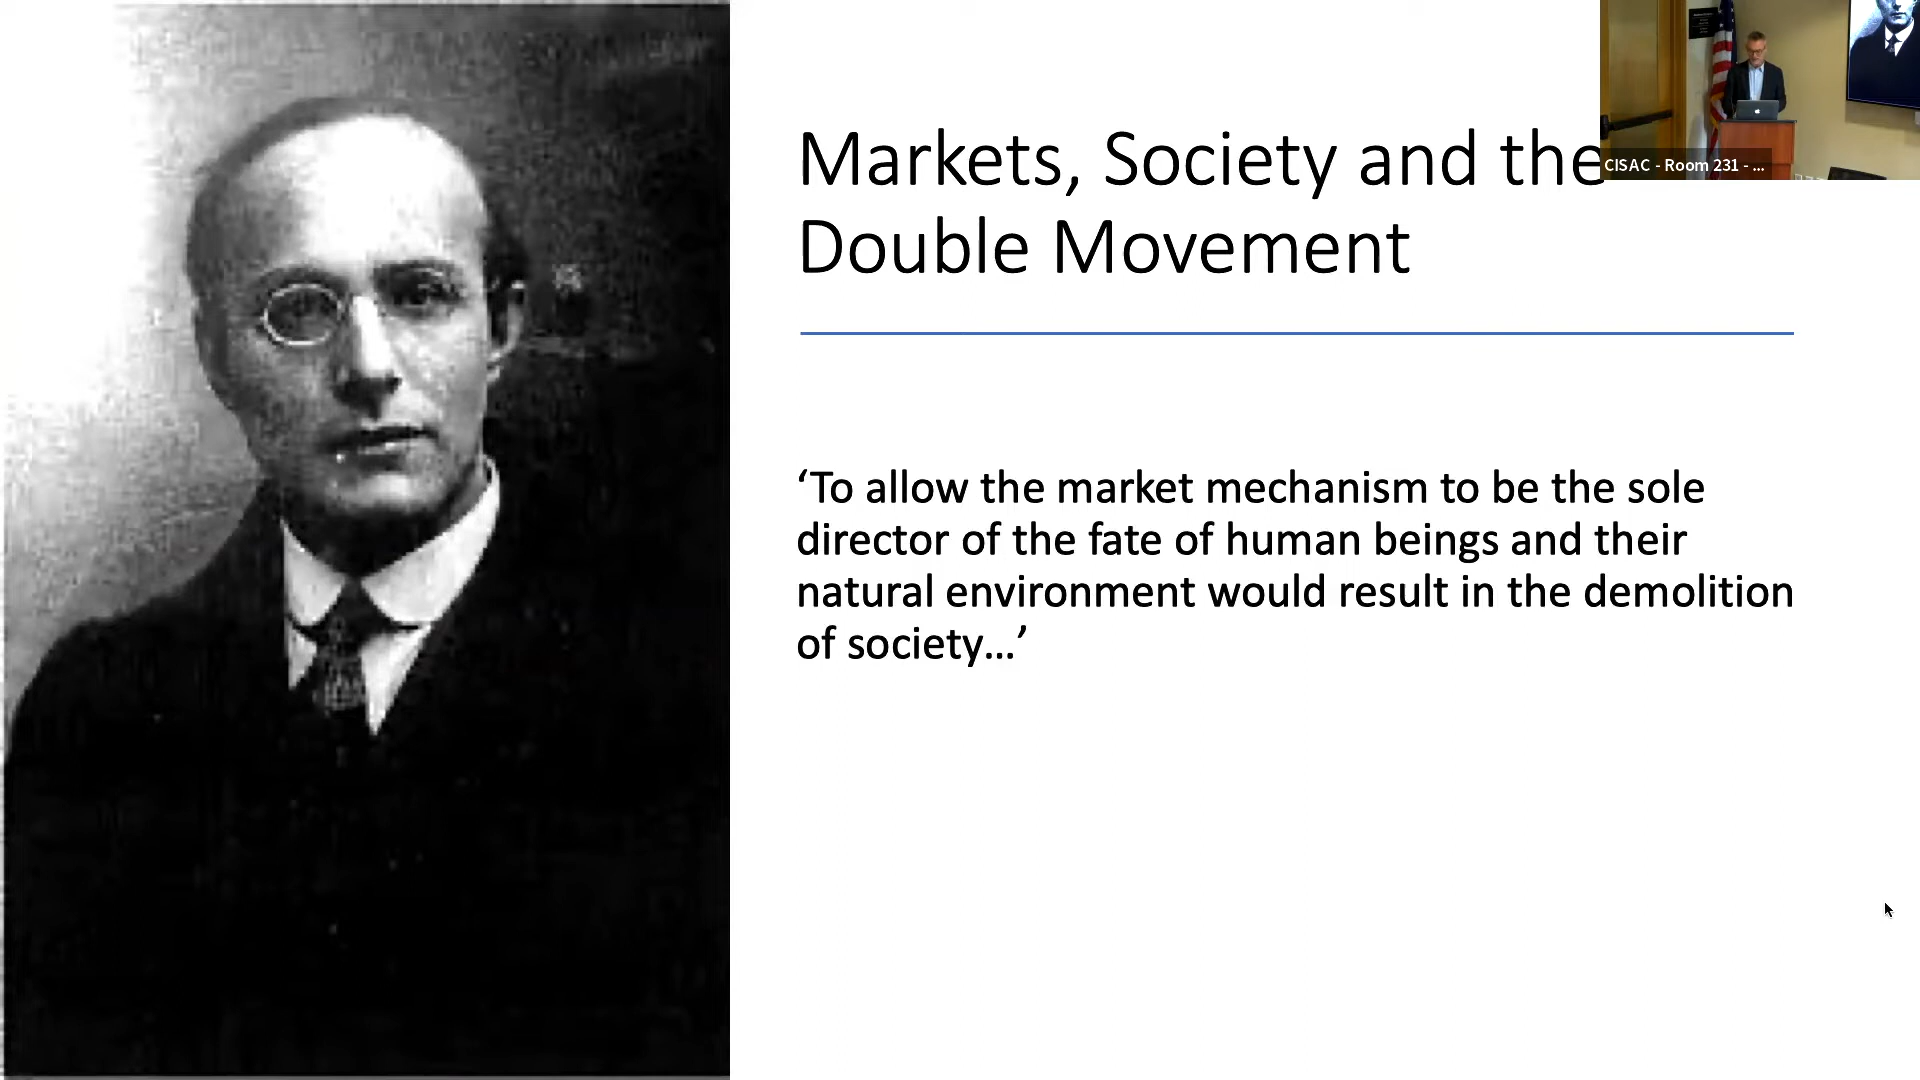 Markets, Society and the
Double Movement
CISAC - Room 231 - ...
‘To allow the market mechanism to be the sole
director of the fate of human beings and their
natural environment would result in the demolition
of society...’